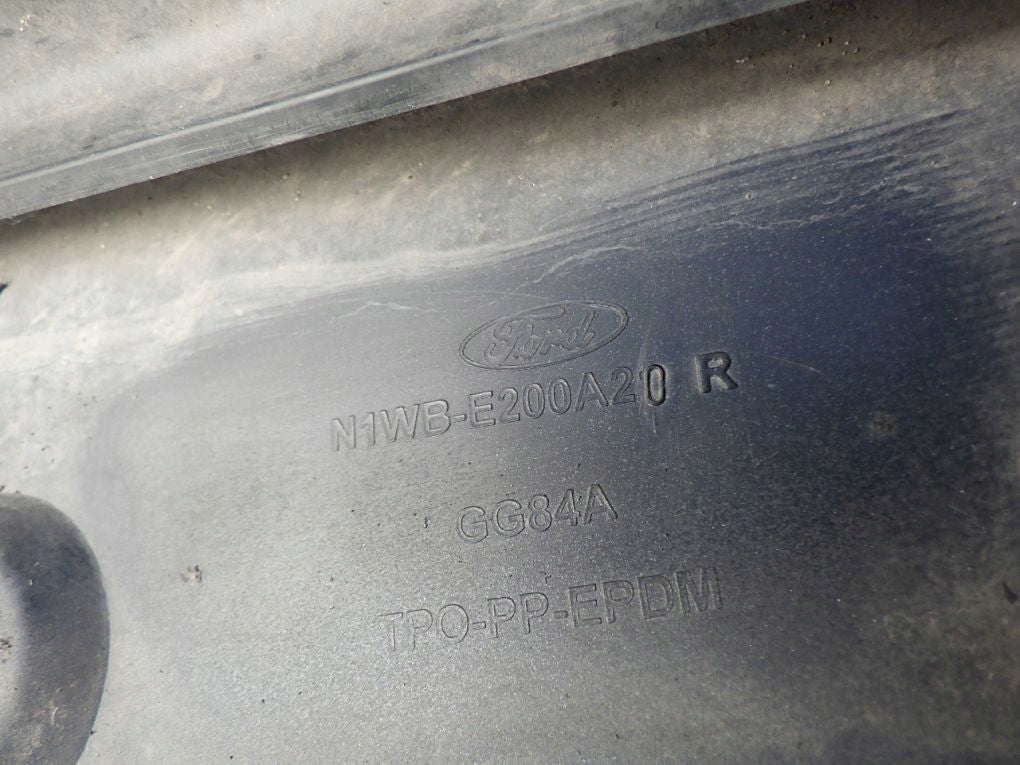 Ford
N1WB-E200A20 R
GG84A
TPO-PP-EPDM